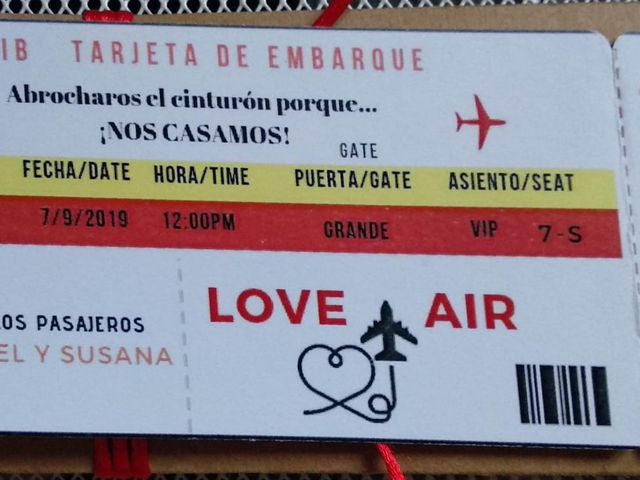 IB TARJETA DE EMBARQUE
Abrocharos el cinturón porque...
¡NOS CASAMOS!
GATE
FECHA/DATE HORA/TIME PUERTA/GATE ASIENTO/SEAT
7/9/2019 12:00PM GRANDE VIP 7-S
LOVE AIR
OS PASAJEROS
EL Y SUSANA